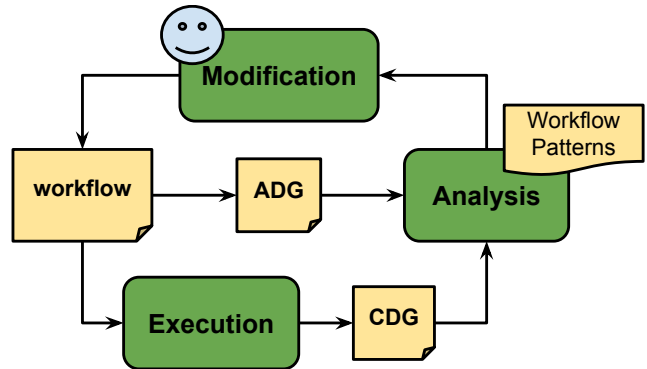 Modification
Workflow
Patterns
workflow
ADG
Analysis
Execution
CDG